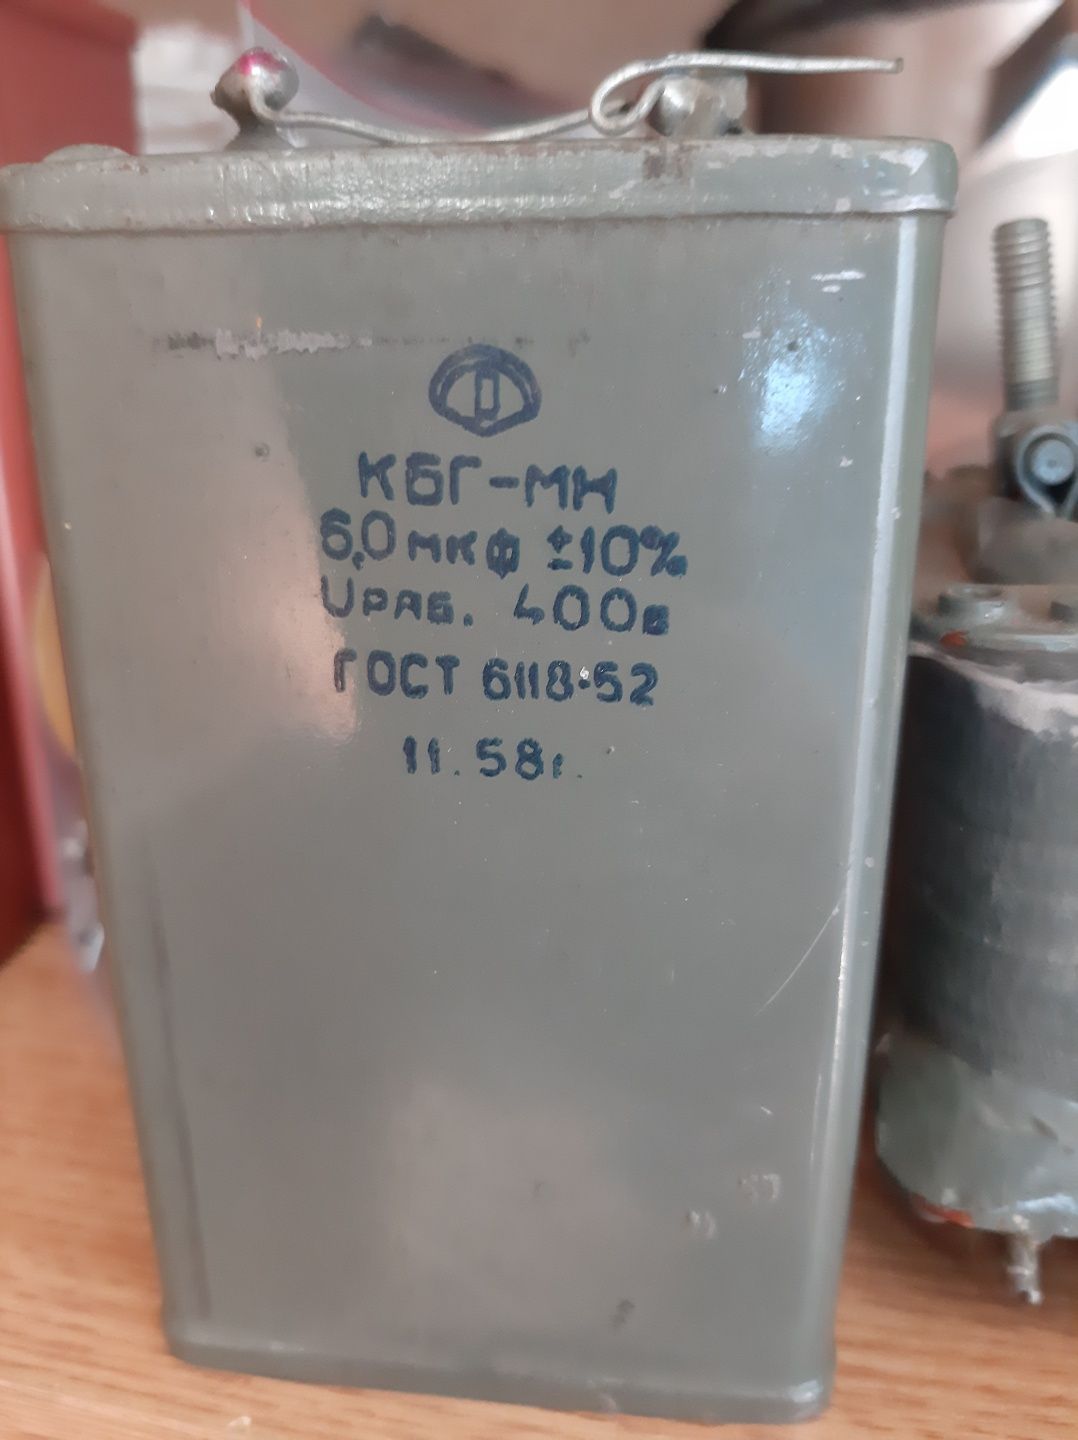 КБГ-МН
6,0 мкф ±10%
Uраб. 400в
ГОСТ 6118-52
11.58г.